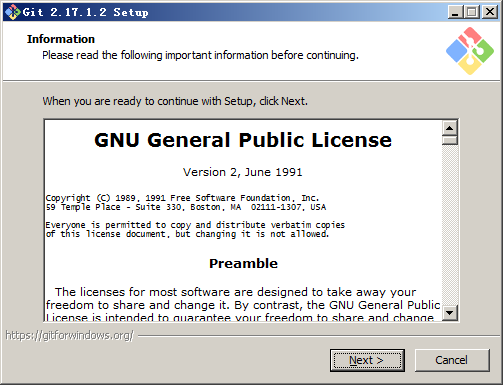 Git 2.17.1.2 Setup
Information
Please read the following important information before continuing.
When you are ready to continue with Setup, click Next.
GNU General Public License
Version 2, June 1991
Copyright (C) 1989, 1991 Free Software Foundation, Inc.
59 Temple Place - Suite 330, Boston, MA  02111-1307, USA
Everyone is permitted to copy and distribute verbatim copies
of this license document, but changing it is not allowed.
Preamble
The licenses for most software are designed to take away your
freedom to share and change it. By contrast, the GNU General Public
License is intended to guarantee your freedom to share and change
https://gitforwindows.org/
Next >
Cancel